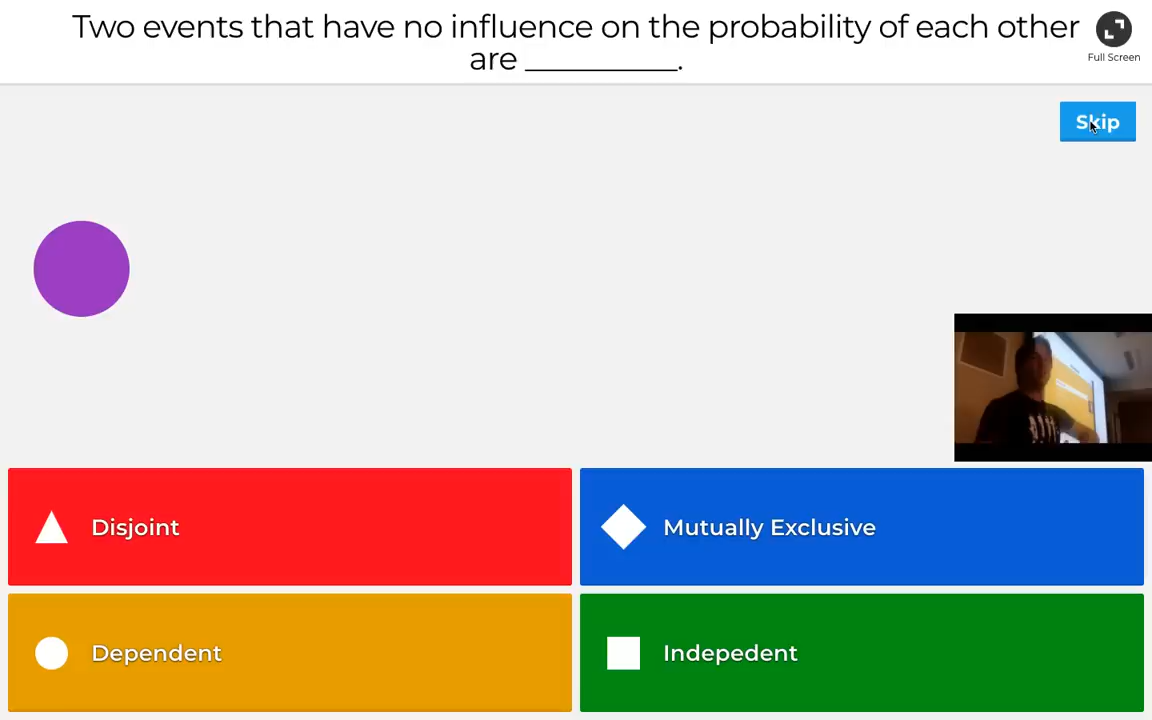 Two events that have no influence on the probability of each other
are ____________.
Full Screen
Skip
Disjoint
Mutually Exclusive
Dependent
Indepedent